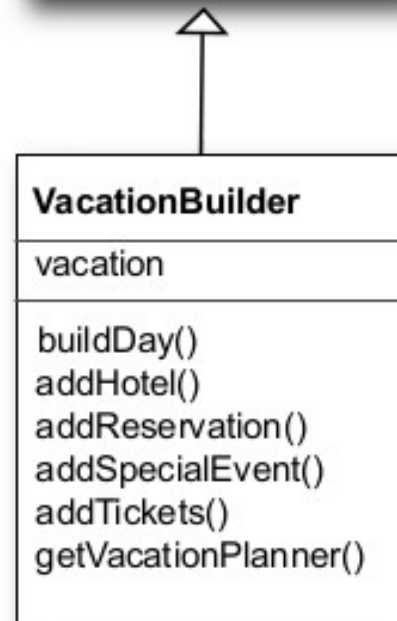 VacationBuilder
vacation
buildDay()
addHotel()
addReservation()
addSpecialEvent()
addTickets()
getVacationPlanner()